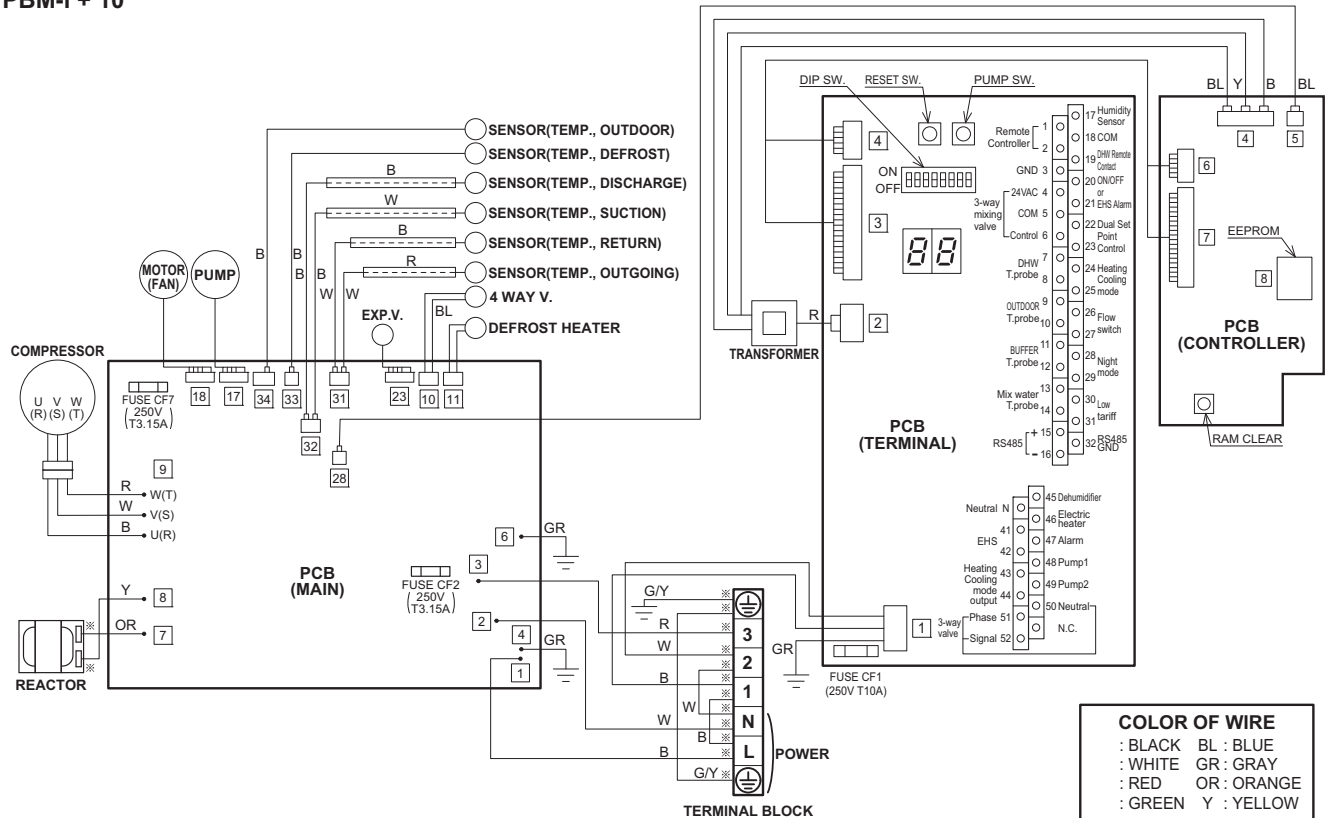 PBM-i + 10
SENSOR(TEMP., OUTDOOR)
SENSOR(TEMP., DEFROST)
B
SENSOR(TEMP., DISCHARGE)
W
SENSOR(TEMP., SUCTION)
B
SENSOR(TEMP., RETURN)
R
SENSOR(TEMP., OUTGOING)
4 WAY V.
BL
DEFROST HEATER
B
B
B
B
W
W
MOTOR
(FAN)
PUMP
EXP.V.
COMPRESSOR
U V W
(R) (S) (T)
FUSE CF7
250V
T3.15A
18
17
34
33
31
23
10
11
32
28
9
R
W(T)
W
V(S)
B
U(R)
PCB
(MAIN)
FUSE CF2
250V
T3.15A
6
GR
3
2
4
GR
1
Y
8
OR
7
※
※
REACTOR
G/Y
※
※
R
※
3
W
※
※
2
B
※
※
1
W
W
※
※
N
B
※
B
※
L
G/Y
※
POWER
TERMINAL BLOCK
TRANSFORMER
R
DIP SW.
RESET SW.
PUMP SW.
4
ON
OFF
3
88
2
PCB
(TERMINAL)
1
GR
FUSE CF1
(250V T10A)
Remote
Controller
1
2
GND 3
24VAC 4
3-way
mixing
valve
COM 5
Control 6
DHW
T.probe
7
8
OUTDOOR
T.probe
9
10
BUFFER
T.probe
11
12
Mix water
T.probe
13
14
RS485
+ 15
- 16
17 Humidity
Sensor
18 COM
19 DHW Remote
Contact
20 ON/OFF
or
21 EHS Alarm
22 Dual Set
Point
23 Control
24 Heating
Cooling
25 mode
26 Flow
switch
27
28 Night
mode
29
30 Low
tariff
31
32 RS485
GND
Neutral N
41
EHS
42
Heating
Cooling
mode
output
43
44
3-way
valve
Phase 51
Signal 52
45 Dehumidifier
46 Electric
heater
47 Alarm
48 Pump1
49 Pump2
50 Neutral
N.C.
BL
Y
B
BL
4
5
6
7
EEPROM
8
PCB
(CONTROLLER)
RAM CLEAR
COLOR OF WIRE
: BLACK BL : BLUE
: WHITE GR : GRAY
: RED OR : ORANGE
: GREEN Y : YELLOW